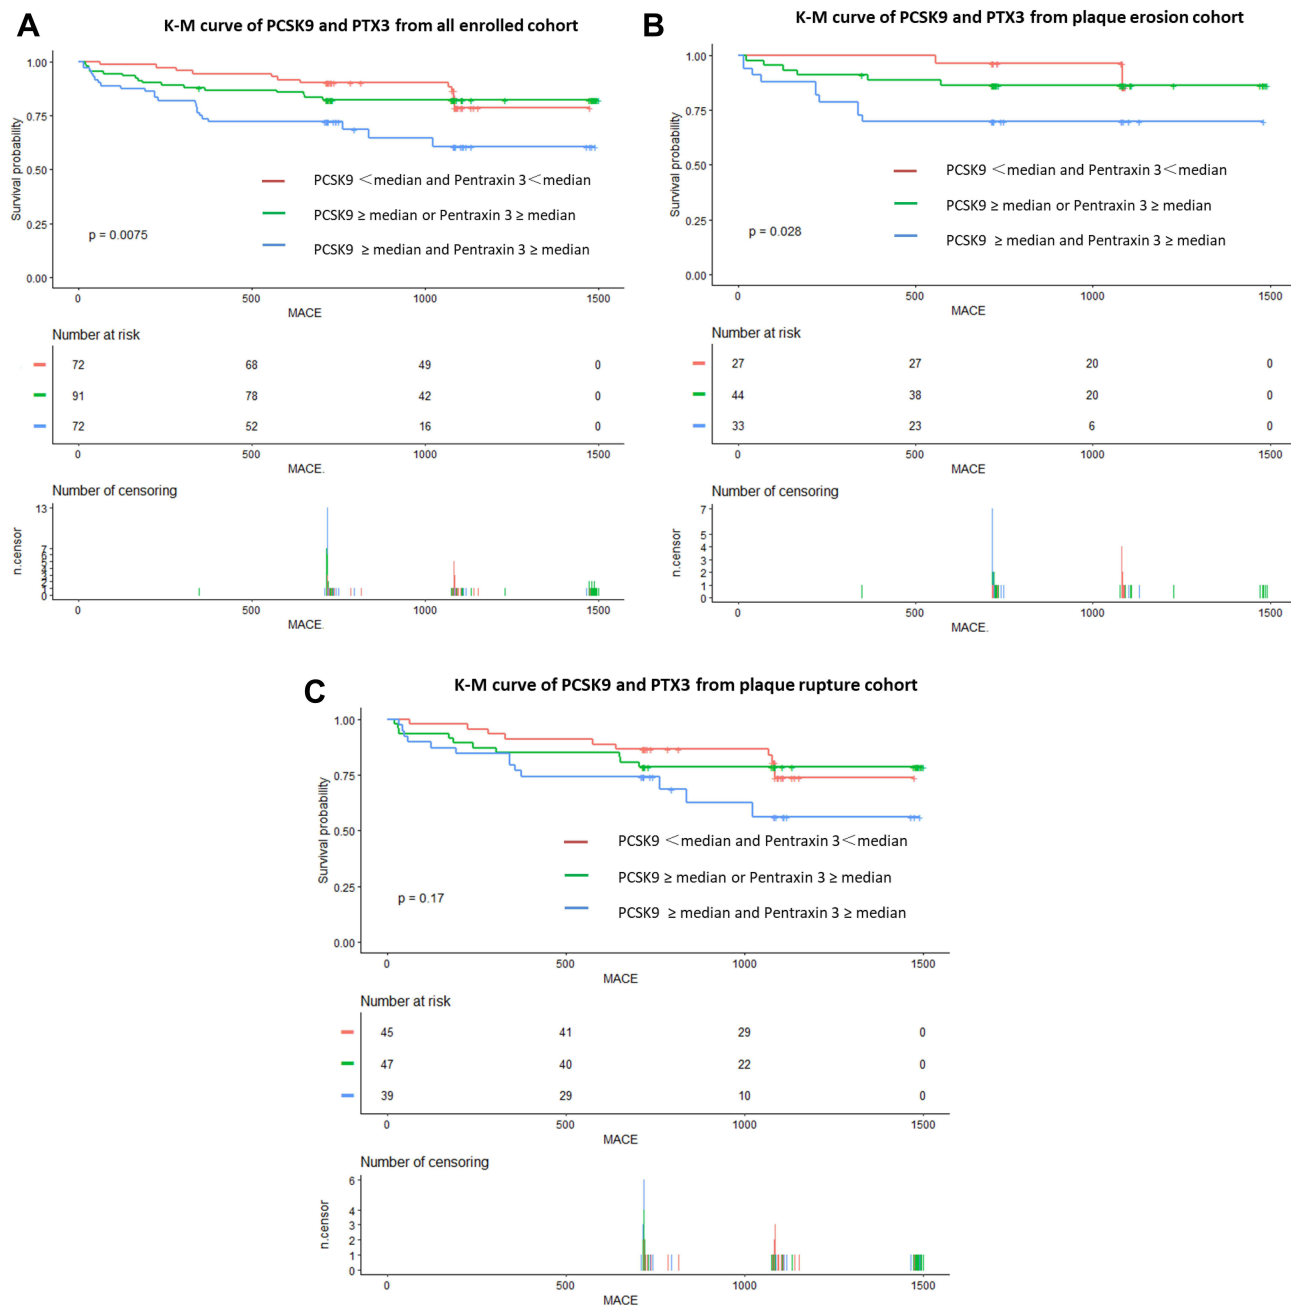 A
K-M curve of PCSK9 and PTX3 from all enrolled cohort
1.00
0.75
0.50
0.25
0.00
Survival probability
PCSK9 <median and Pentraxin 3<median
PCSK9 ≥ median or Pentraxin 3 ≥ median
PCSK9 ≥ median and Pentraxin 3 ≥ median
p = 0.0075
0 500 1000 1500
MACE
Number at risk
72 68 49 0
91 78 42 0
72 52 16 0
0 500 1000 1500
MACE.
Number of censoring
n.censor
13
7
6
5
4
3
2
1
0
0 500 1000 1500
MACE.
B
K-M curve of PCSK9 and PTX3 from plaque erosion cohort
1.00
0.75
0.50
0.25
0.00
Survival probability
PCSK9 <median and Pentraxin 3<median
PCSK9 ≥ median or Pentraxin 3 ≥ median
PCSK9 ≥ median and Pentraxin 3 ≥ median
p = 0.028
0 500 1000 1500
MACE
Number at risk
27 27 20 0
44 38 20 0
33 23 6 0
0 500 1000 1500
MACE.
Number of censoring
n.censor
7
5
4
3
2
1
0
0 500 1000 1500
MACE.
C
K-M curve of PCSK9 and PTX3 from plaque rupture cohort
1.00
0.75
0.50
0.25
0.00
Survival probability
PCSK9 <median and Pentraxin 3<median
PCSK9 ≥ median or Pentraxin 3 ≥ median
PCSK9 ≥ median and Pentraxin 3 ≥ median
p = 0.17
0 500 1000 1500
MACE
Number at risk
45 41 29 0
47 40 22 0
39 29 10 0
0 500 1000 1500
MACE
Number of censoring
n.censor
6
4
3
2
1
0
0 500 1000 1500
MACE